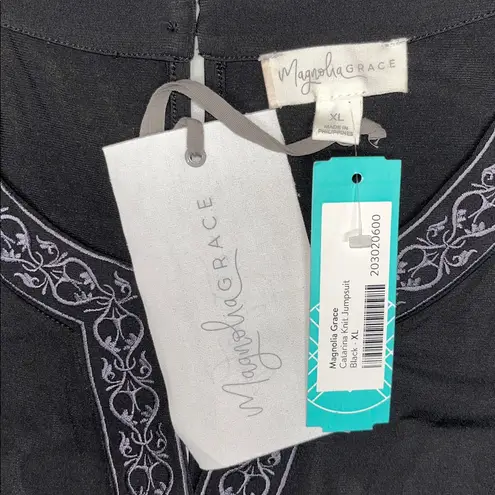 Magnolia GRACE
XL
MADE IN
PHILIPPINES
Magnolia GRACE
Magnolia Grace
Catarina Knit Jumpsuit
Black - XL
203020600